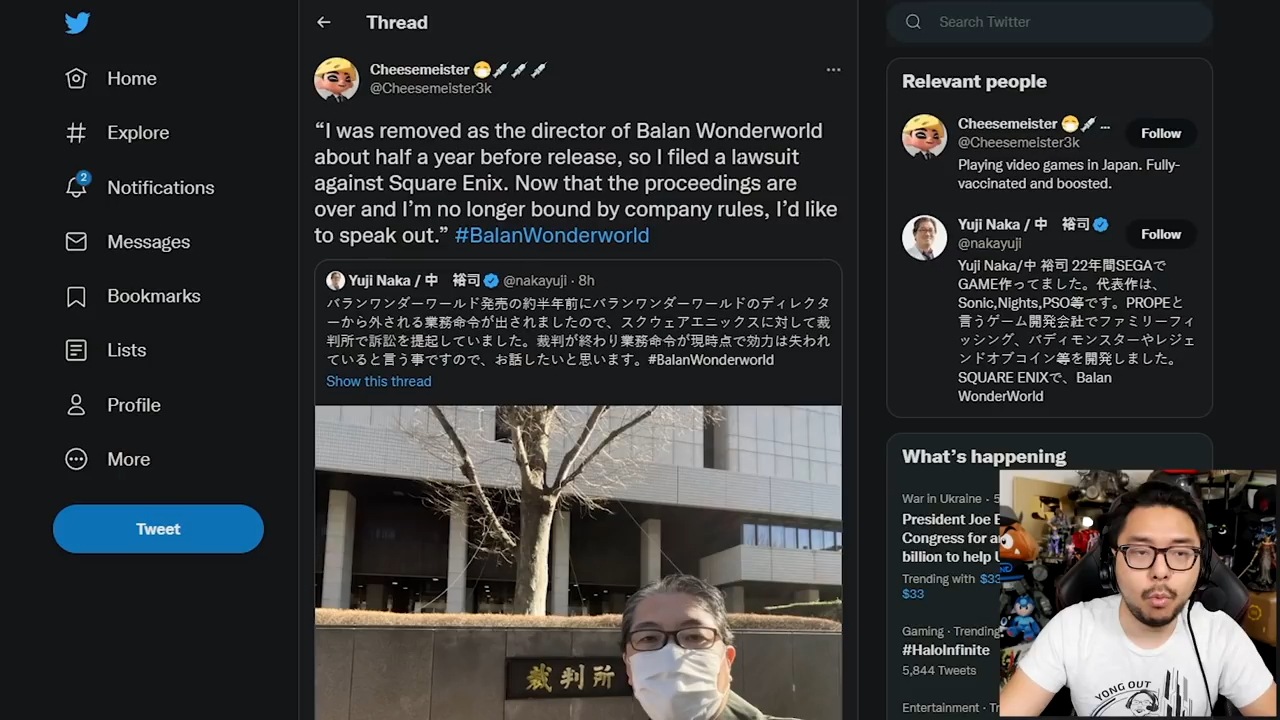 Home
Explore
2
Notifications
Messages
Bookmarks
Lists
Profile
More
Tweet
Thread
Cheesemeister 😷💉💉💉
@Cheesemeister3k
“I was removed as the director of Balan Wonderworld
about half a year before release, so I filed a lawsuit
against Square Enix. Now that the proceedings are
over and I’m no longer bound by company rules, I’d like
to speak out.” #BalanWonderworld
Yuji Naka / 中　裕司 @nakayuji · 8h
バランワンダーワールド発売の約半年前にバランワンダーワールドのディレクタ
ーから外される業務命令が出されましたので、スクウェアエニックスに対して裁
判所で訴訟を提起していました。裁判が終わり業務命令が現時点で効力は失われ
ていると言う事ですので、お話したいと思います。#BalanWonderworld
Show this thread
裁判所
Search Twitter
Relevant people
Cheesemeister 😷💉...
@Cheesemeister3k
Follow
Playing video games in Japan. Fully-
vaccinated and boosted.
Yuji Naka / 中　裕司
@nakayuji
Follow
Yuji Naka/中 裕司 22年間SEGAで
GAME作ってました。代表作は、
Sonic,Nights,PSO等です。PROPEと
言うゲーム開発会社でファミリーフィ
ッシング、バディモンスターやレジェ
ンドオブコイン等を開発しました。
SQUARE ENIXで、Balan
WonderWorld
What’s happening
War in Ukraine · 5
President Joe
Congress for
billion to help
Trending with $33
$33
Gaming · Trending
#HaloInfinite
5,844 Tweets
Entertainment ·
YONG OUT